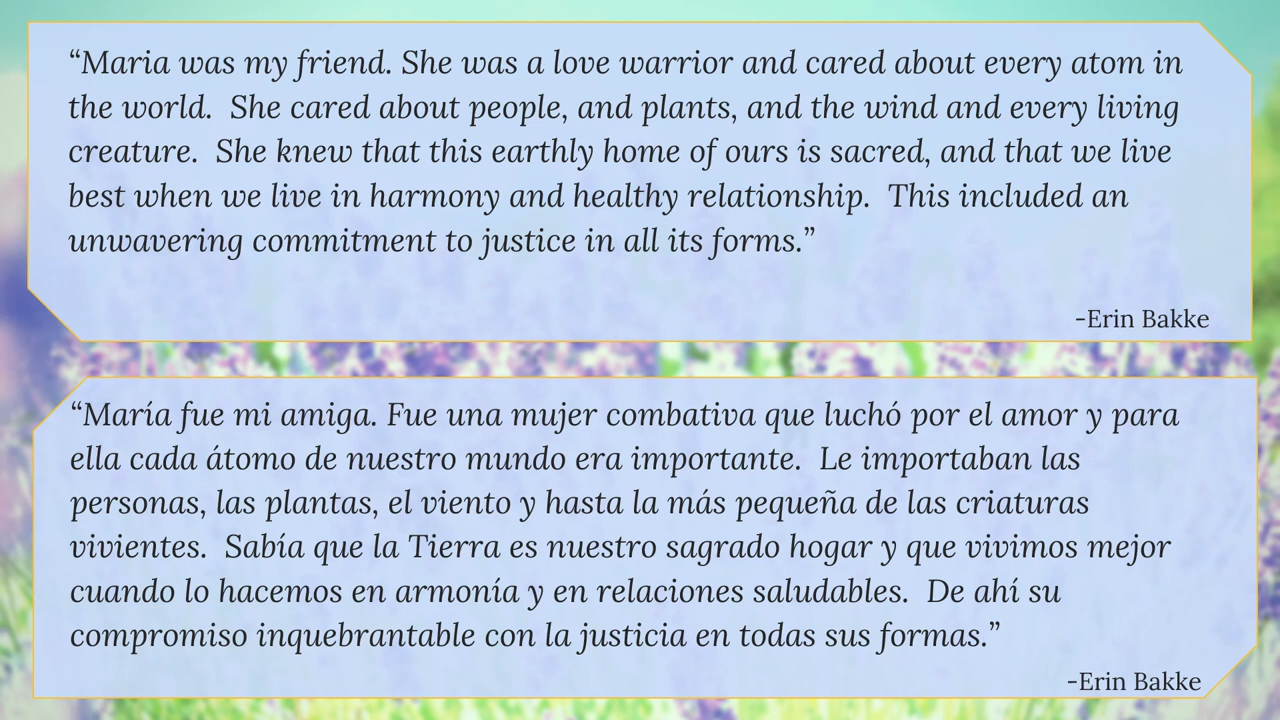 “Maria was my friend. She was a love warrior and cared about every atom in
the world.  She cared about people, and plants, and the wind and every living
creature.  She knew that this earthly home of ours is sacred, and that we live
best when we live in harmony and healthy relationship.  This included an
unwavering commitment to justice in all its forms.”
-Erin Bakke
“María fue mi amiga. Fue una mujer combativa que luchó por el amor y para
ella cada átomo de nuestro mundo era importante.  Le importaban las
personas, las plantas, el viento y hasta la más pequeña de las criaturas
vivientes.  Sabía que la Tierra es nuestro sagrado hogar y que vivimos mejor
cuando lo hacemos en armonía y en relaciones saludables.  De ahí su
compromiso inquebrantable con la justicia en todas sus formas.”
-Erin Bakke